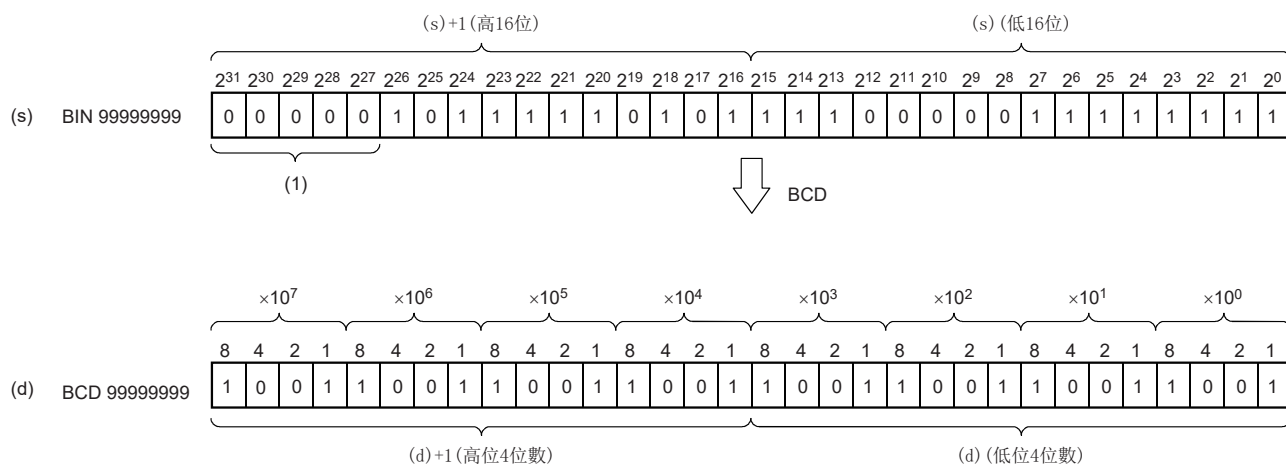 (s)+1(高16位) (s)(低16位)
2³¹ 2³⁰ 2²⁹ 2²⁸ 2²⁷ 2²⁶ 2²⁵ 2²⁴ 2²³ 2²² 2²¹ 2²⁰ 2¹⁹ 2¹⁸ 2¹⁷ 2¹⁶ 2¹⁵ 2¹⁴ 2¹³ 2¹² 2¹¹ 2¹⁰ 2⁹ 2⁸ 2⁷ 2⁶ 2⁵ 2⁴ 2³ 2² 2¹ 2⁰
(s) BIN 99999999 0 0 0 0 0 1 0 1 1 1 1 1 0 1 0 1 1 1 1 0 0 0 0 0 1 1 1 1 1 1 1 1
(1)
BCD
×10⁷ ×10⁶ ×10⁵ ×10⁴ ×10³ ×10² ×10¹ ×10⁰
8 4 2 1 8 4 2 1 8 4 2 1 8 4 2 1 8 4 2 1 8 4 2 1 8 4 2 1 8 4 2 1
(d) BCD 99999999 1 0 0 1 1 0 0 1 1 0 0 1 1 0 0 1 1 0 0 1 1 0 0 1 1 0 0 1 1 0 0 1
(d)+1(高位4位數) (d)(低位4位數)